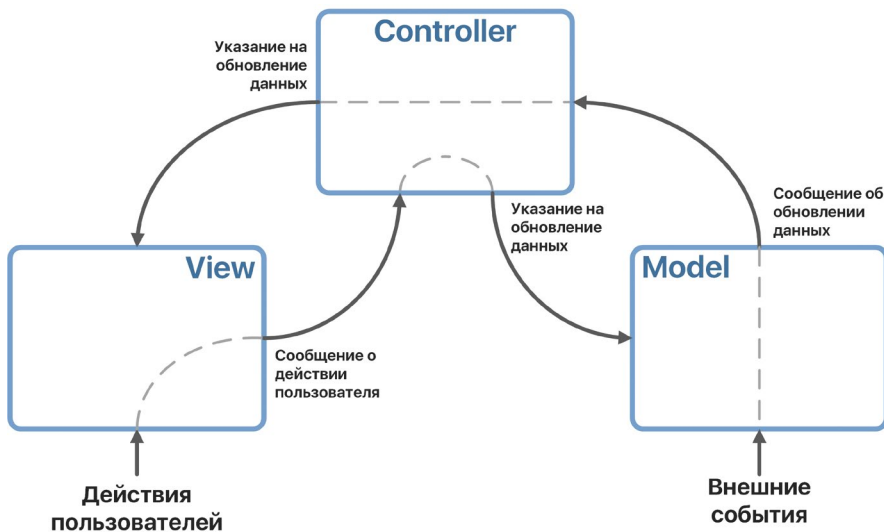 Controller
Указание на
обновление
данных
Указание на
обновление
данных
Сообщение об
обновлении
данных
View
Model
Сообщение о
действии
пользователя
Действия
пользователей
Внешние
события